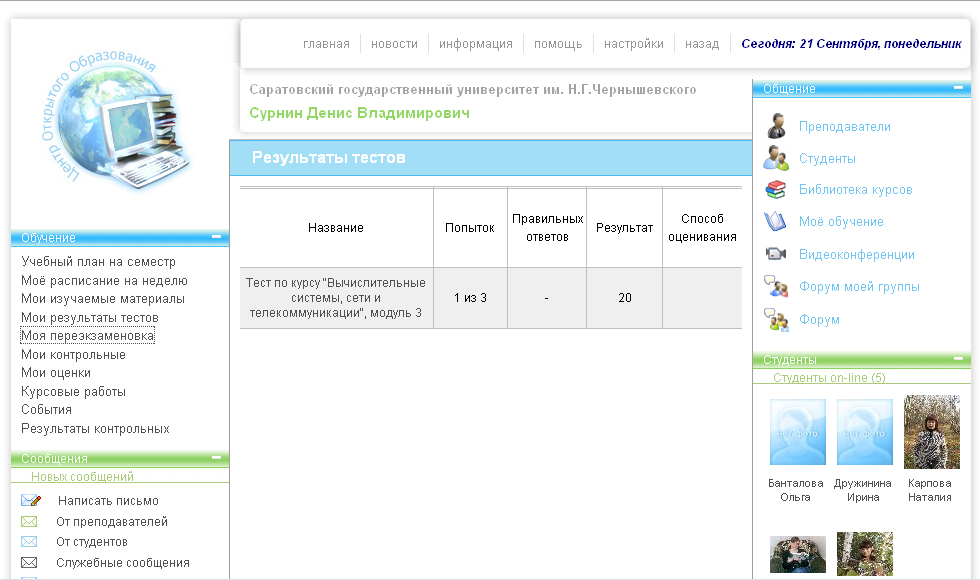 Центр Открытого Образования
главная
новости
информация
помощь
настройки
назад
Сегодня: 21 Сентября, понедельник
Саратовский государственный университет им. Н.Г.Чернышевского
Сурнин Денис Владимирович
Результаты тестов
Название
Попыток
Правильных
ответов
Результат
Способ
оценивания
Тест по курсу "Вычислительные
системы, сети и
телекоммуникации", модуль 3
1 из 3
-
20
Обучение
Учебный план на семестр
Моё расписание на неделю
Мои изучаемые материалы
Мои результаты тестов
Моя переэкзаменовка
Мои контрольные
Мои оценки
Курсовые работы
События
Результаты контрольных
Сообщения
Новых сообщений
Написать письмо
От преподавателей
От студентов
Служебные сообщения
Общение
Преподаватели
Студенты
Библиотека курсов
Моё обучение
Видеоконференции
Форум моей группы
Форум
Студенты
Студенты on-line (5)
НЕТ ФОТО
НЕТ ФОТО
Банталова
Ольга
Дружинина
Ирина
Карпова
Наталия